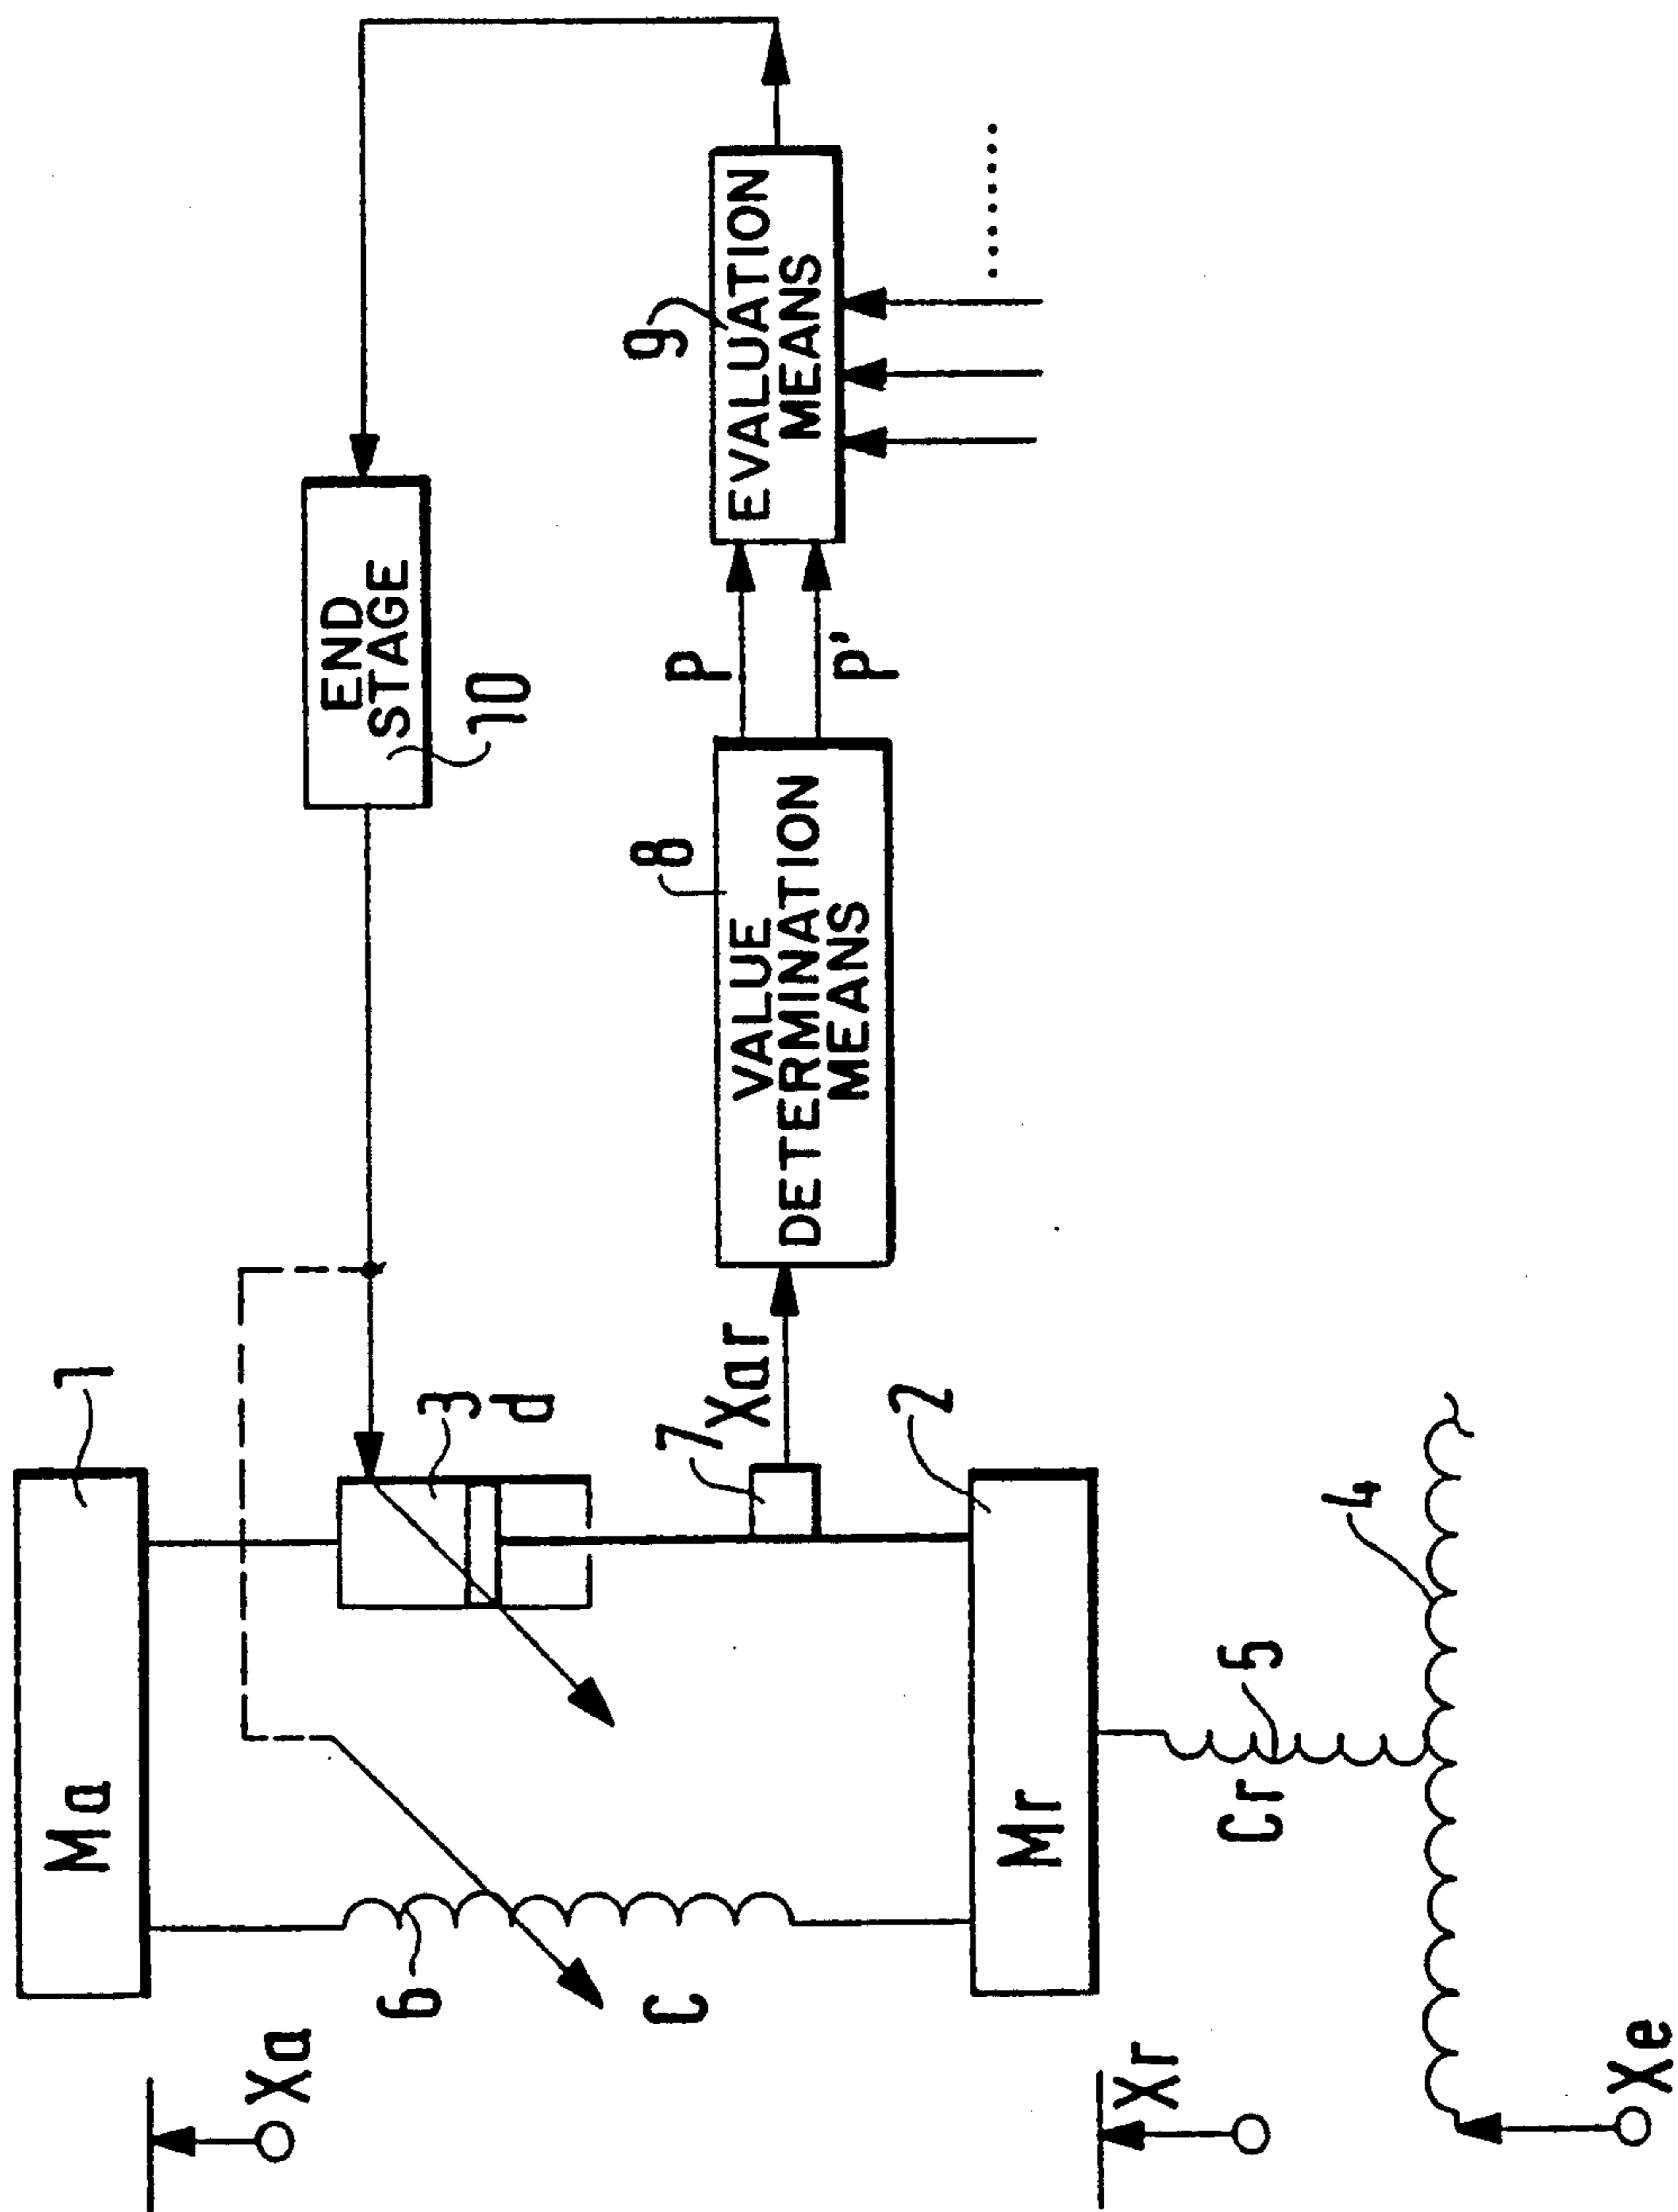 Ma
1
Xa
6
C
3
d
7
Xar
Mr
2
Xr
Cr
5
4
Xe
END
STAGE
10
8
VALUE
DETERMINATION
MEANS
p
p'
9
EVALUATION
MEANS